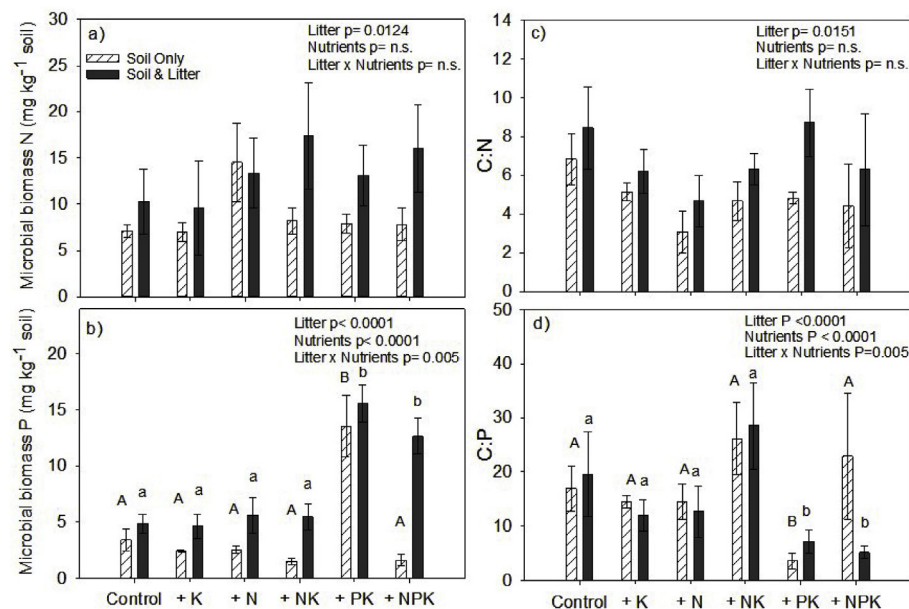 a)
Soil Only
Soil & Litter
Litter p= 0.0124
Nutrients p= n.s.
Litter x Nutrients p= n.s.
Microbial biomass N (mg kg⁻¹ soil)
30
25
20
15
10
5
0
c)
Litter p= 0.0151
Nutrients p= n.s.
Litter x Nutrients p= n.s.
C:N
14
12
10
8
6
4
2
0
b)
Litter p< 0.0001
Nutrients p< 0.0001
Litter x Nutrients p= 0.005
Microbial biomass P (mg kg⁻¹ soil)
20
15
10
5
0
A a
A a
A a
A a
B b
A b
Control + K + N + NK + PK + NPK
d)
Litter P <0.0001
Nutrients P < 0.0001
Litter x Nutrients P=0.005
C:P
50
40
30
20
10
0
A a
A a
A a
A a
B b
A b
Control + K + N + NK + PK + NPK